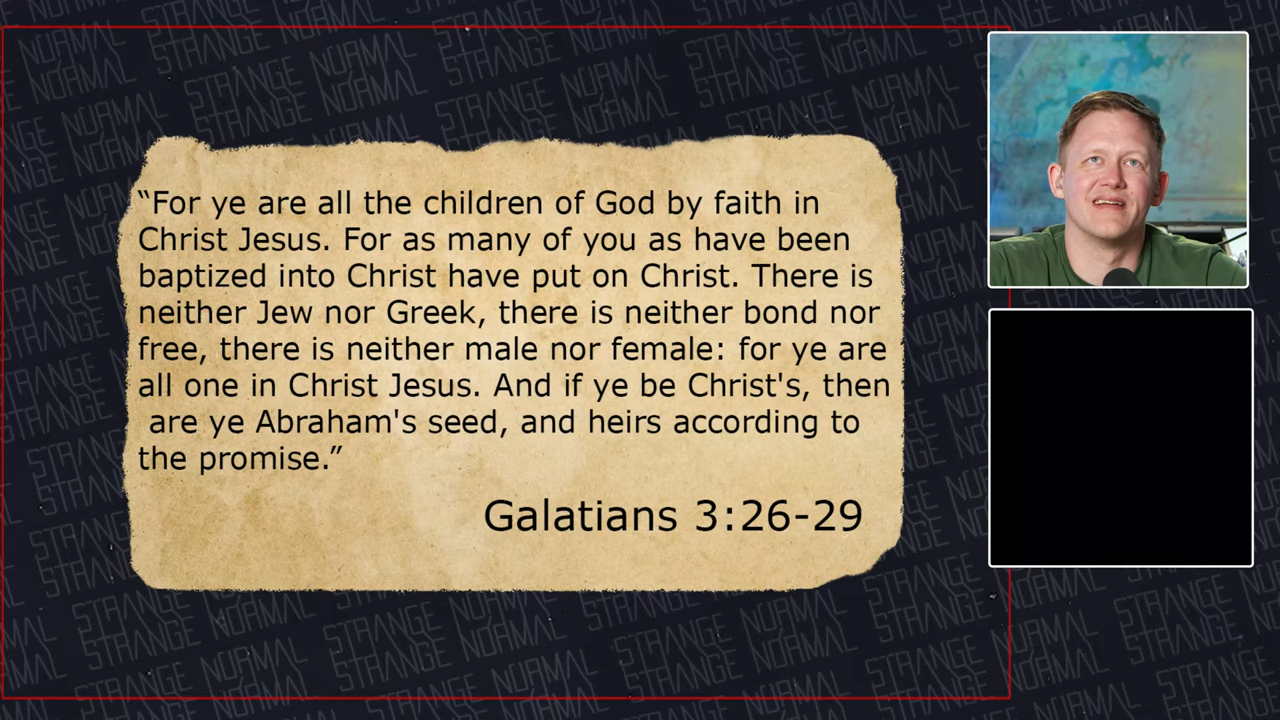 “For ye are all the children of God by faith in
Christ Jesus. For as many of you as have been
baptized into Christ have put on Christ. There is
neither Jew nor Greek, there is neither bond nor
free, there is neither male nor female: for ye are
all one in Christ Jesus. And if ye be Christ's, then
are ye Abraham's seed, and heirs according to
the promise.”
Galatians 3:26-29
STRANGE
NORMAL